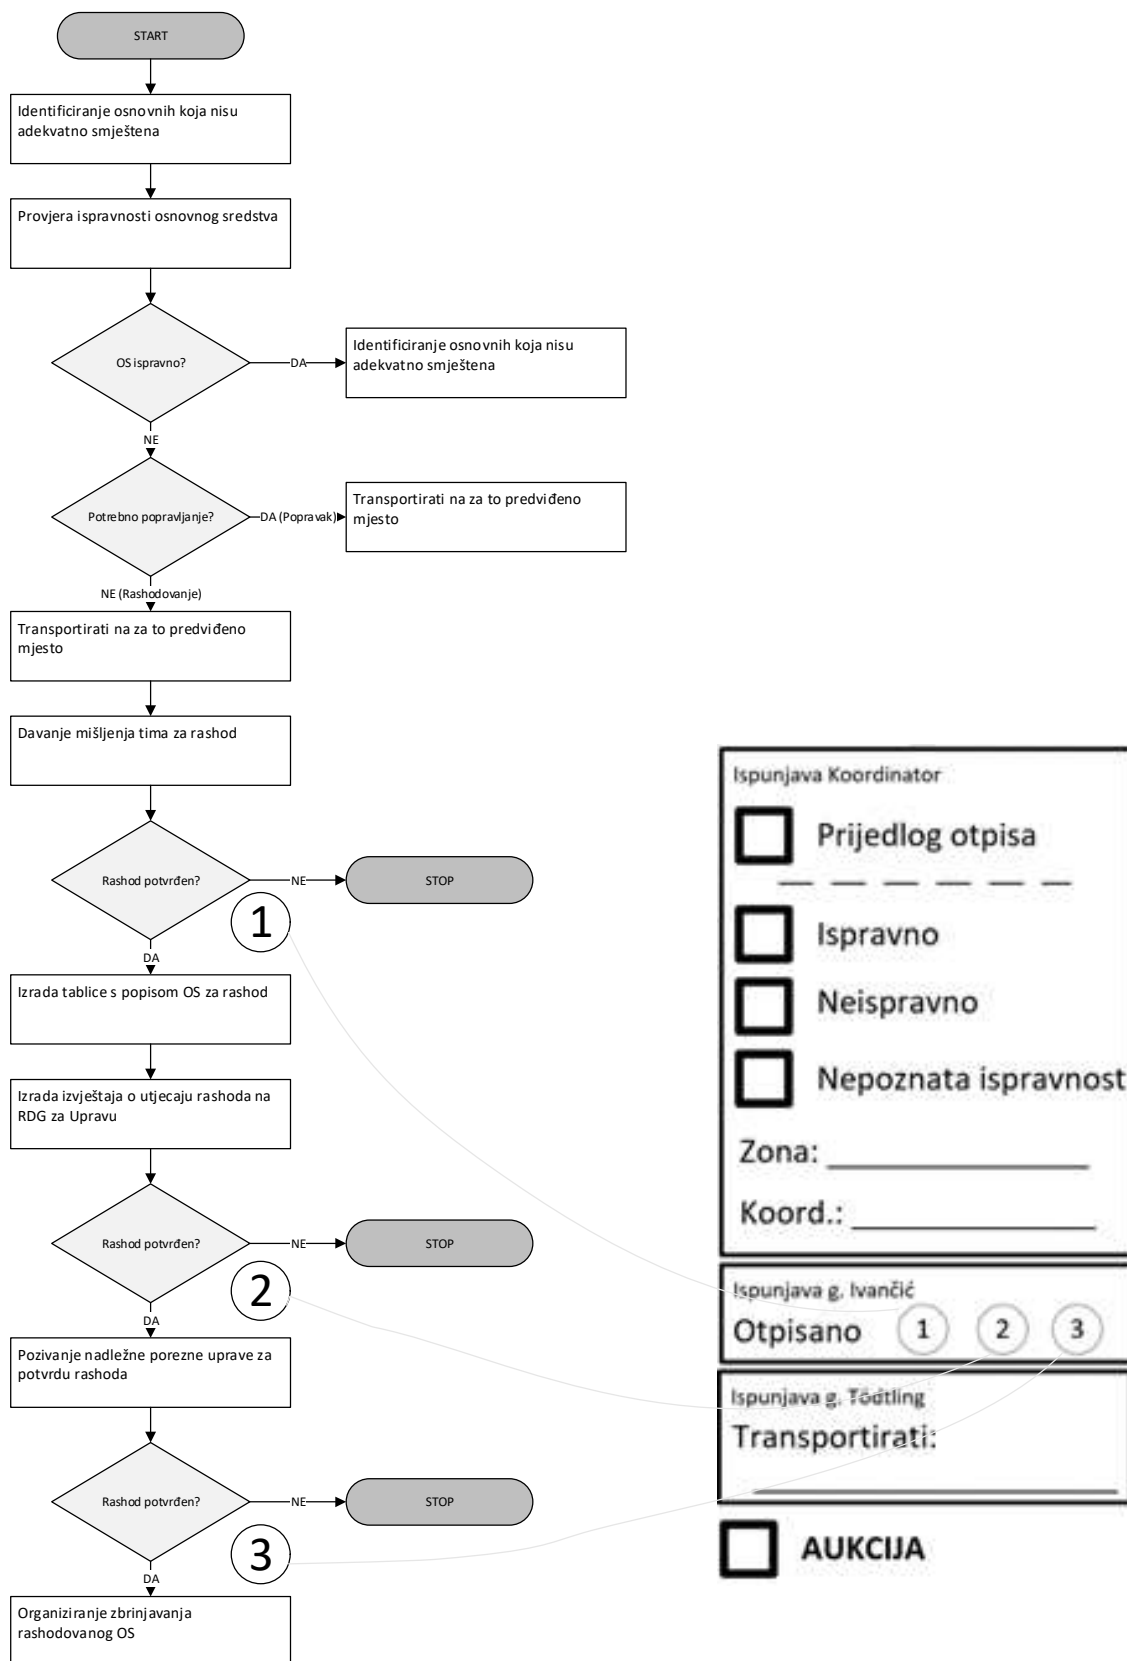 START
Identificiranje osnovnih koja nisu
adekvatno smještena
Provjera ispravnosti osnovnog sredstva
OS ispravno?
DA
Identificiranje osnovnih koja nisu
adekvatno smještena
NE
Potrebno popravljanje?
DA (Popravak)
Transportirati na za to predviđeno
mjesto
NE (Rashodovanje)
Transportirati na za to predviđeno
mjesto
Davanje mišljenja tima za rashod
Rashod potvrđen?
NE
STOP
1
DA
Izrada tablice s popisom OS za rashod
Izrada izvještaja o utjecaju rashoda na
RDG za Upravu
Rashod potvrđen?
NE
STOP
2
DA
Pozivanje nadležne porezne uprave za
potvrdu rashoda
Rashod potvrđen?
NE
STOP
3
DA
Organiziranje zbrinjavanja
rashodovanog OS
Ispunjava Koordinator
Prijedlog otpisa
Ispravno
Neispravno
Nepoznata ispravnost
Zona:
Koord.:
Ispunjava g. Ivančić
Otpisano 1 2 3
Ispunjava g. Tödtling
Transportirati:
AUKCIJA